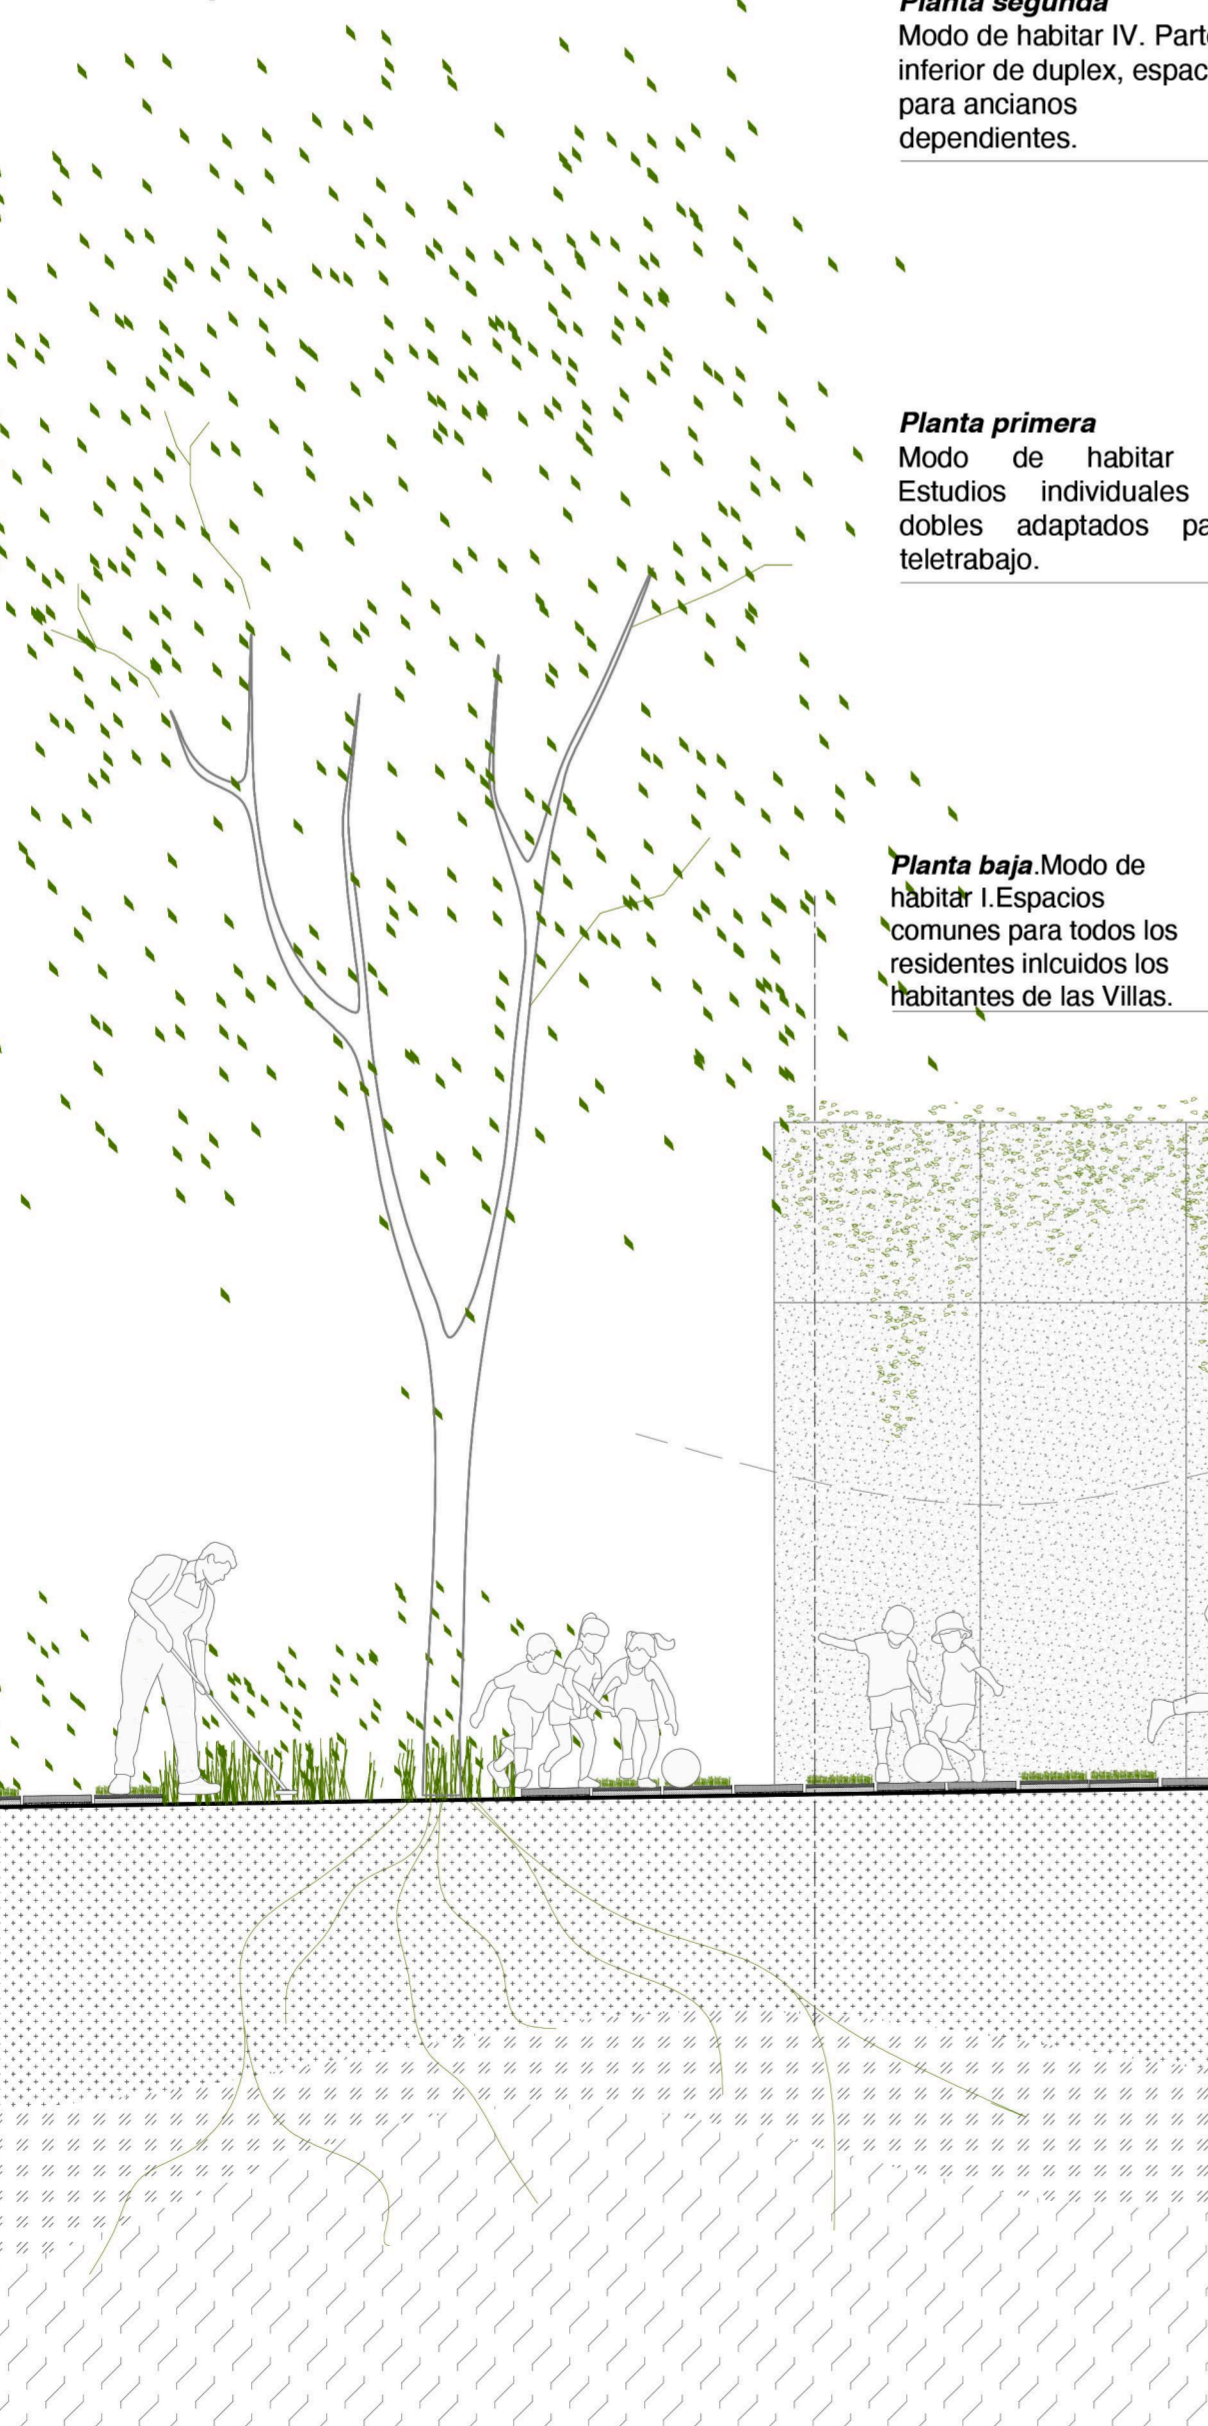 Planta segunda
Modo de habitar IV. Parte
inferior de duplex,
para ancianos
dependientes.
Planta primera
Modo de habitar
Estudios individuales
dobles adaptados
teletrabajo.
Planta baja.Modo de
habitar I.Espacios
comunes para todos los
residentes inlcuidos los
habitantes de las Villas.